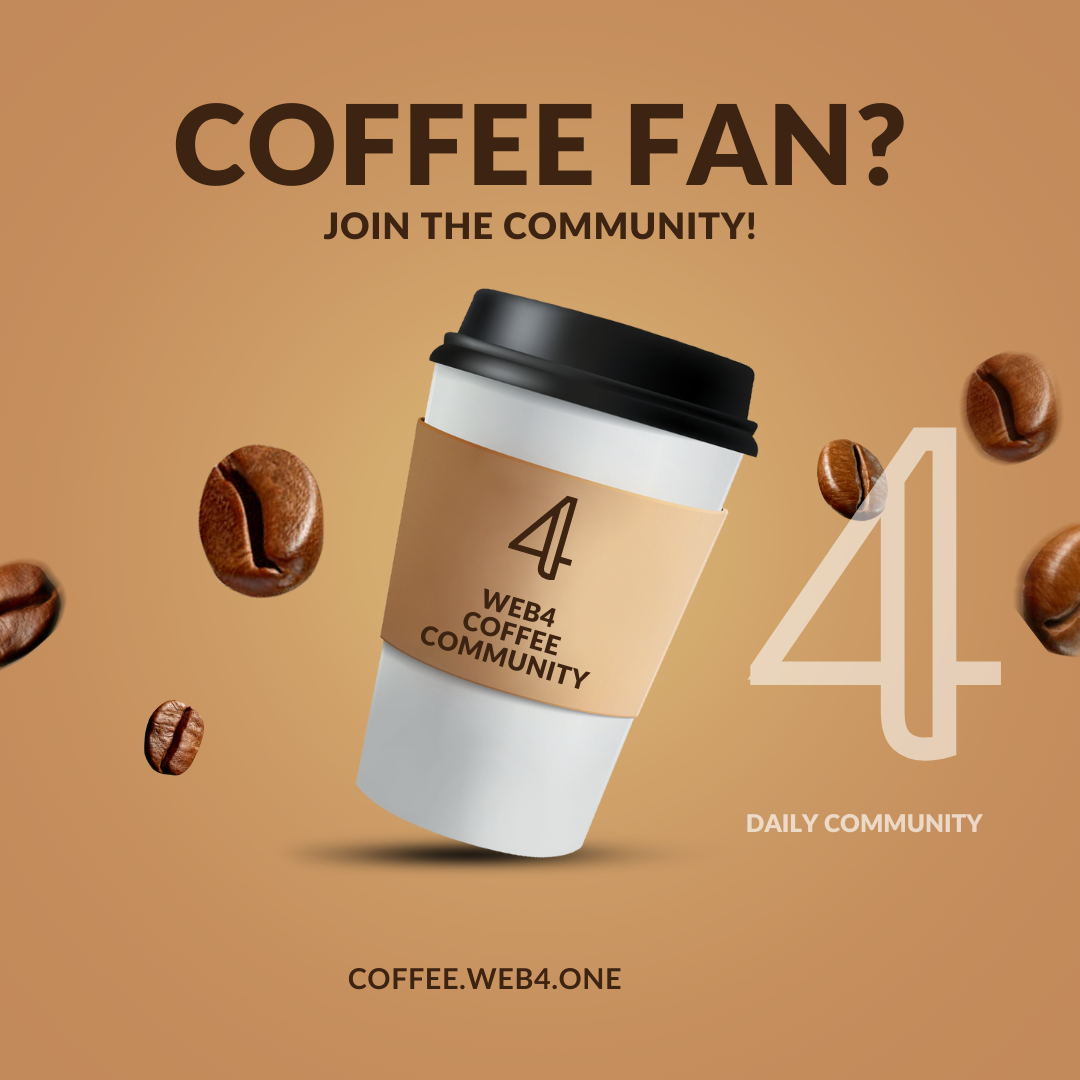 COFFEE FAN?
JOIN THE COMMUNITY!
4
WEB4
COFFEE
COMMUNITY
4
DAILY COMMUNITY
COFFEE.WEB4.ONE